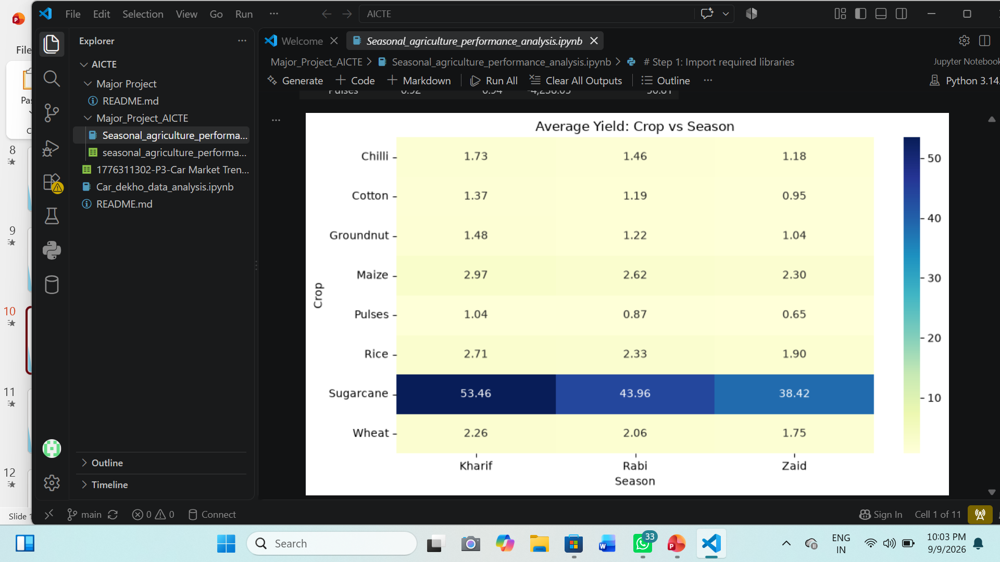 File Edit Selection View Go Run
AICTE
File
Explorer
Welcome
Seasonal_agriculture_performance_analysis.ipynb
AICTE
Major_Project_AICTE
Seasonal_agriculture_performance_analysis.ipynb
# Step 1: Import required libraries
Jupyter Notebook
Generate
Code
Markdown
Run All
Clear All Outputs
Outline
...
Python 3.14.
Major Project
README.md
Major_Project_AICTE
Seasonal_agriculture_performa...
seasonal_agriculture_performa...
1776311302-P3-Car Market Tren...
Car_dekho_data_analysis.ipynb
README.md
Pas
C
8
9
10
11
12
Average Yield: Crop vs Season
Chilli 1.73 1.46 1.18
Cotton 1.37 1.19 0.95
Groundnut 1.48 1.22 1.04
Maize 2.97 2.62 2.30
Pulses 1.04 0.87 0.65
Rice 2.71 2.33 1.90
Sugarcane 53.46 43.96 38.42
Wheat 2.26 2.06 1.75
Crop
Kharif Rabi Zaid
Season
50
40
30
20
10
Outline
Timeline
Slide 1
main
0
0
Connect
Sign In
Cell 1 of 11
Search
33
ENG
IN
10:03 PM
9/9/2026